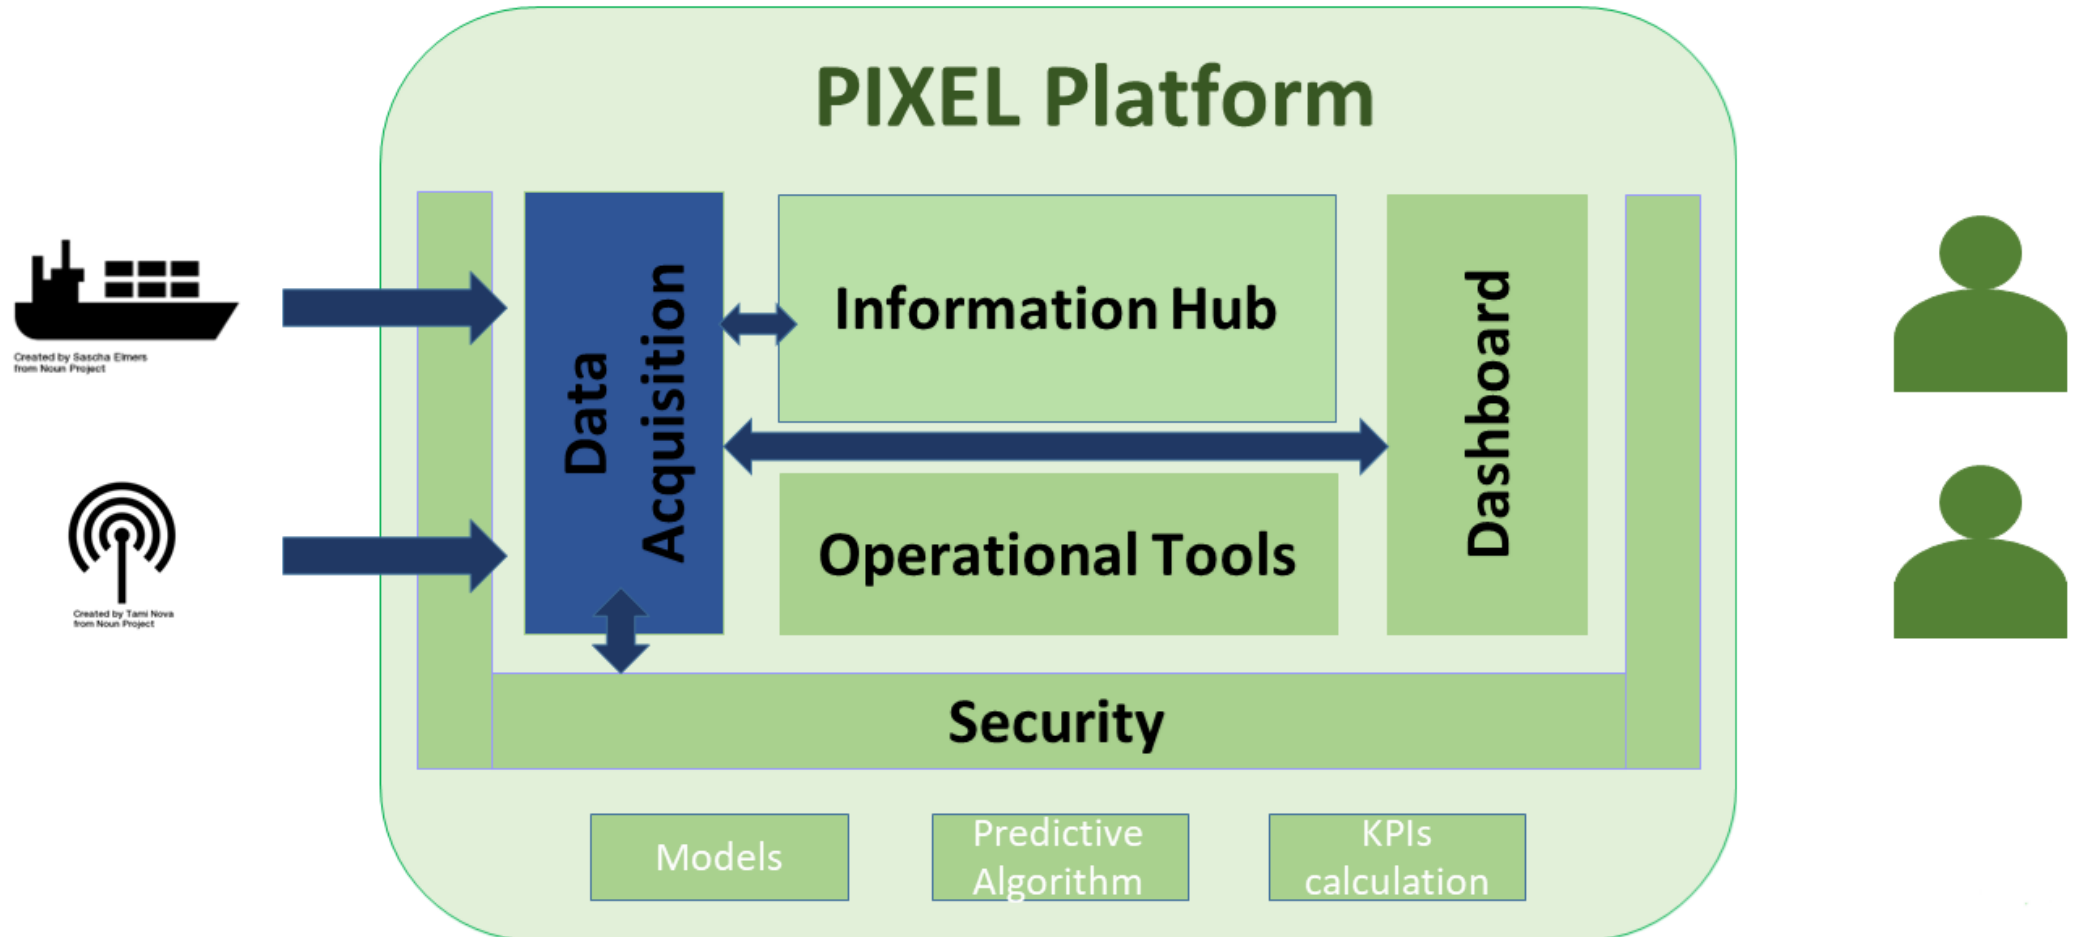 PIXEL Platform
Created by Sascha Elmers
from Noun Project
Created by Tami Nova
from Noun Project
Data
Acquisition
Information Hub
Operational Tools
Dashboard
Security
Models
Predictive
Algorithm
KPIs
calculation